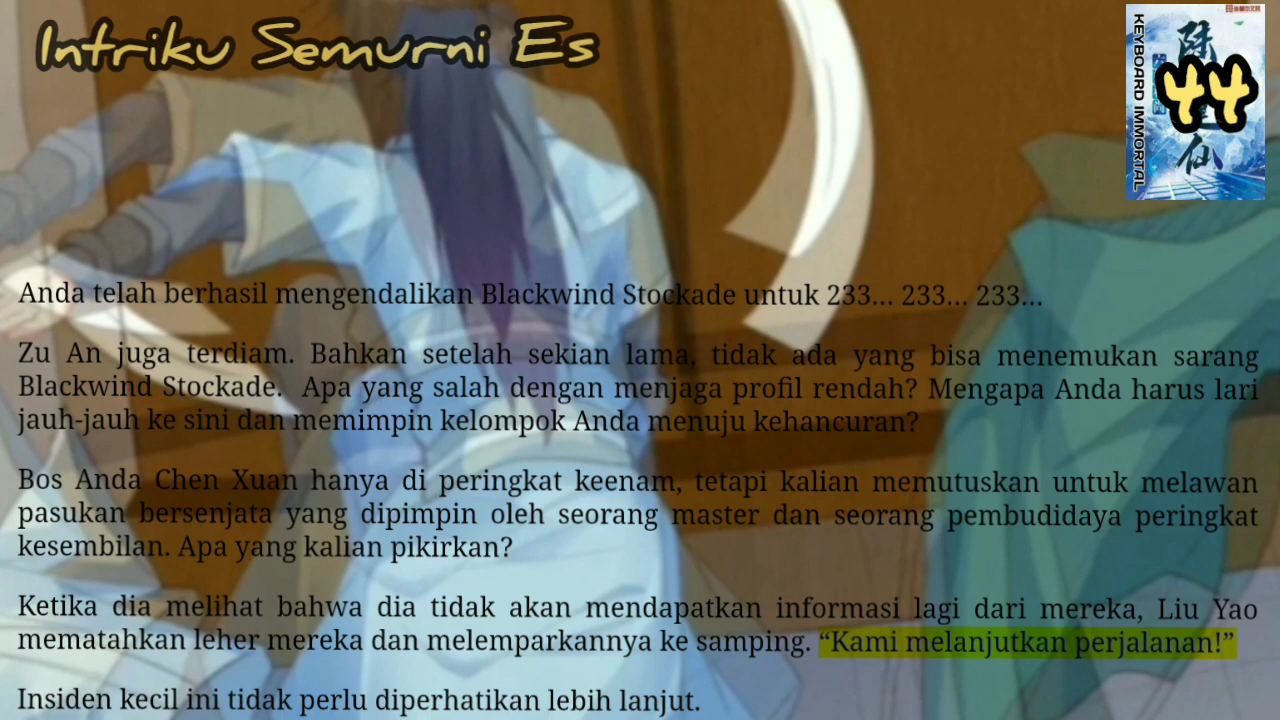 Intriku Semurni Es
KEYBOARD IMMORTAL
仙
44
Anda telah berhasil mengendalikan Blackwind Stockade untuk 233... 233... 233...
Zu An juga terdiam. Bahkan setelah sekian lama, tidak ada yang bisa menemukan sarang
Blackwind Stockade.  Apa yang salah dengan menjaga profil rendah? Mengapa Anda harus lari
jauh-jauh ke sini dan memimpin kelompok Anda menuju kehancuran?
Bos Anda Chen Xuan hanya di peringkat keenam, tetapi kalian memutuskan untuk melawan
pasukan bersenjata yang dipimpin oleh seorang master dan seorang pembudidaya peringkat
kesembilan. Apa yang kalian pikirkan?
Ketika dia melihat bahwa dia tidak akan mendapatkan informasi lagi dari mereka, Liu Yao
mematahkan leher mereka dan melemparkannya ke samping. “Kami melanjutkan perjalanan!”
Insiden kecil ini tidak perlu diperhatikan lebih lanjut.